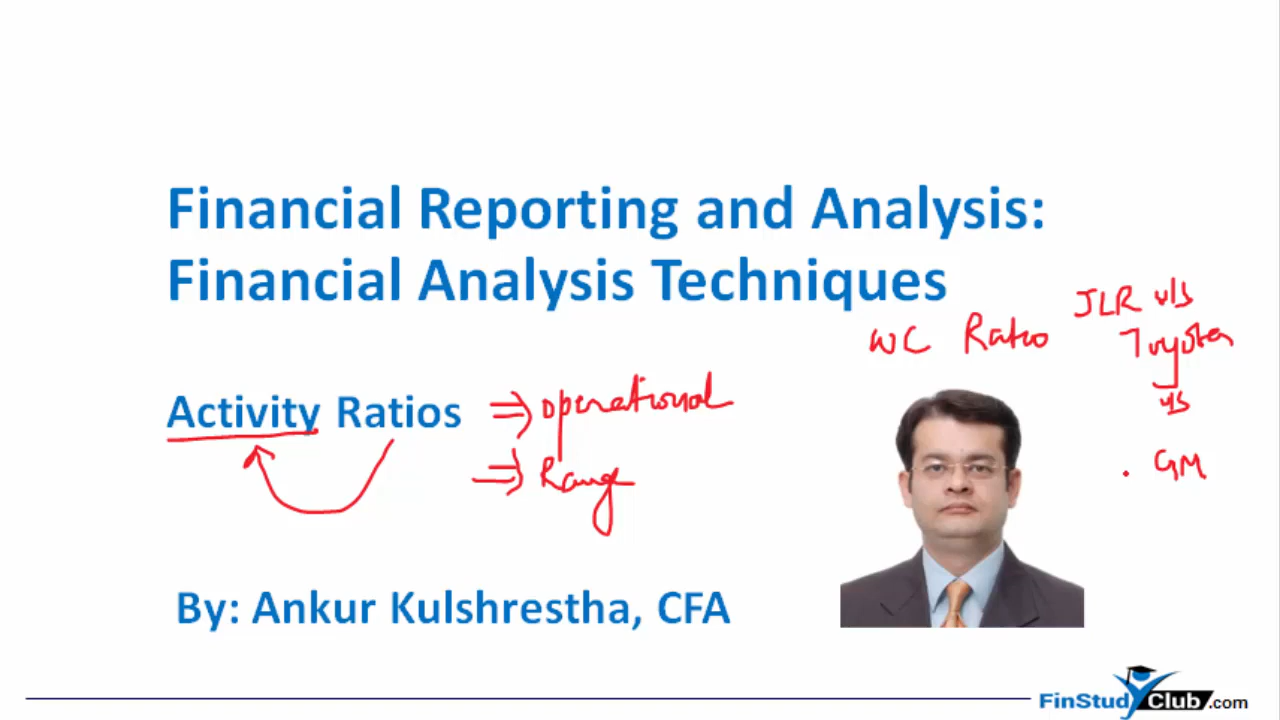 Financial Reporting and Analysis:
Financial Analysis Techniques
JLR v/s
WC Ratio
Toyota
v/s
Activity Ratios ⇒ operational
⇒ Range
GM
By: Ankur Kulshrestha, CFA
FinStudyClub.com